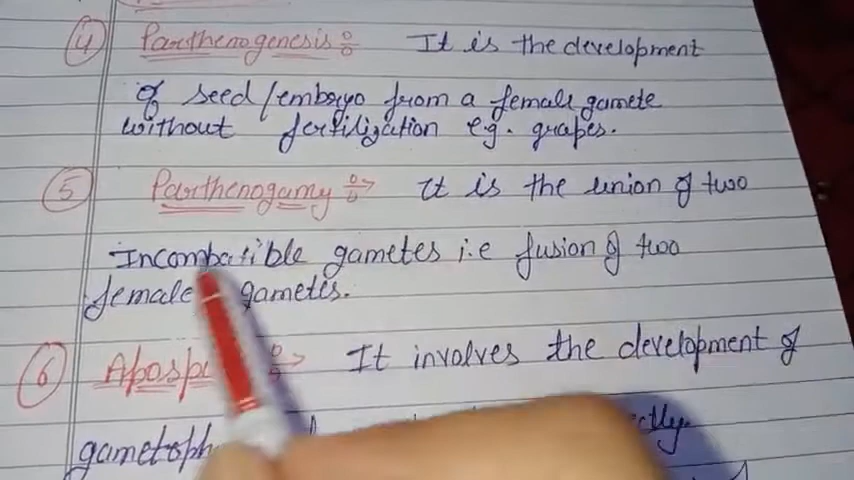 4 Parthenogenesis:- It is the development
of seed/embryo from a female gamete
without fertilization e.g. grapes.
5 Parthenogamy:-> It is the union of two
Incombatible gametes i.e fusion of two
female gametes.
6 It involves the development of